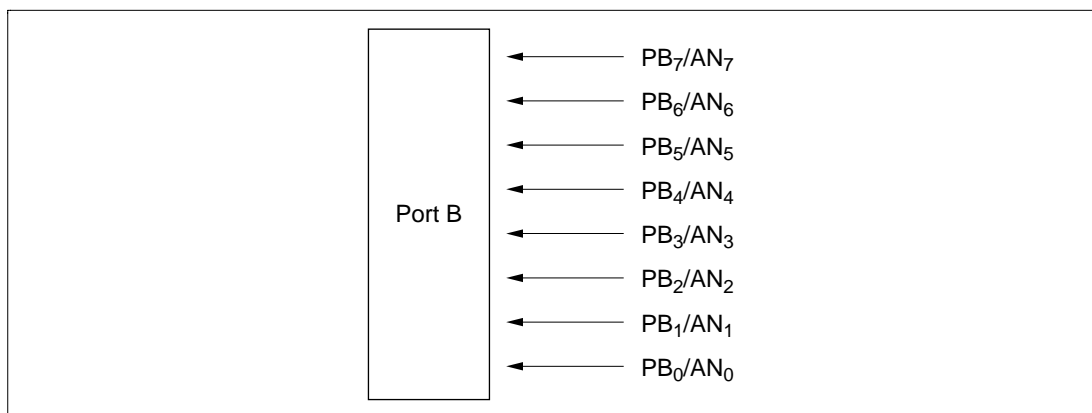 PB₇/AN₇
PB₆/AN₆
PB₅/AN₅
PB₄/AN₄
Port B
PB₃/AN₃
PB₂/AN₂
PB₁/AN₁
PB₀/AN₀